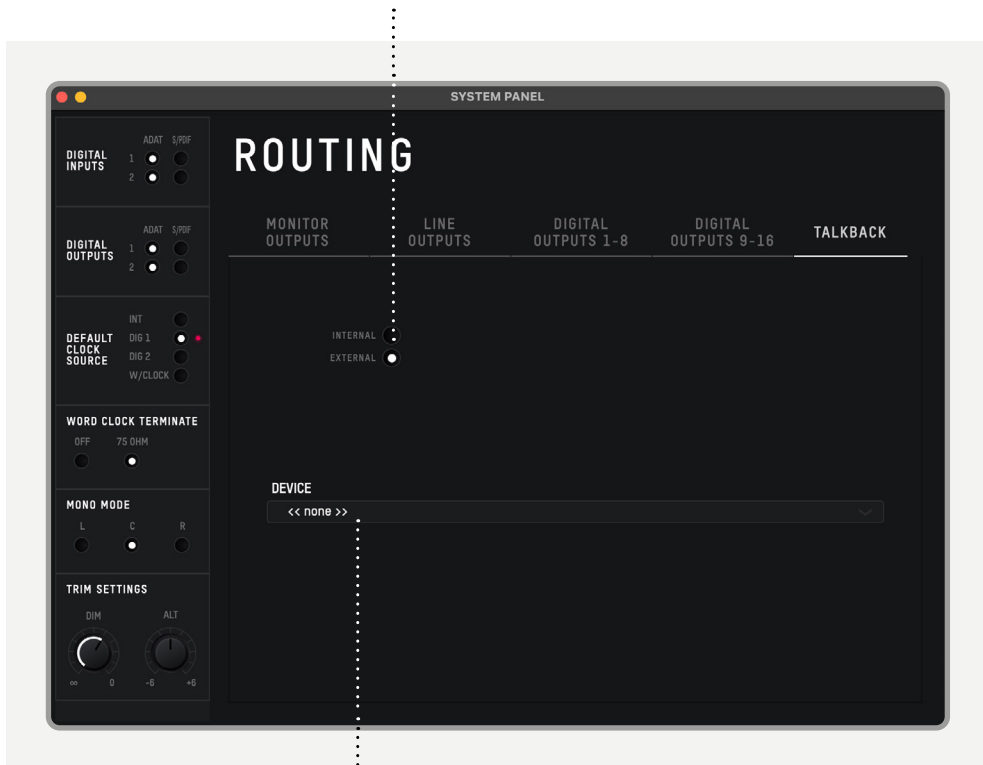 SYSTEM PANEL
DIGITAL INPUTS
ADAT S/PDIF
1
2
DIGITAL OUTPUTS
ADAT S/PDIF
1
2
DEFAULT CLOCK SOURCE
INT
DIG 1
DIG 2
W/CLOCK
WORD CLOCK TERMINATE
OFF 75 OHM
MONO MODE
L C R
TRIM SETTINGS
DIM ALT
∞ 0 -6 +6
ROUTING
MONITOR OUTPUTS
LINE OUTPUTS
DIGITAL OUTPUTS 1-8
DIGITAL OUTPUTS 9-16
TALKBACK
INTERNAL
EXTERNAL
DEVICE
<< none >>